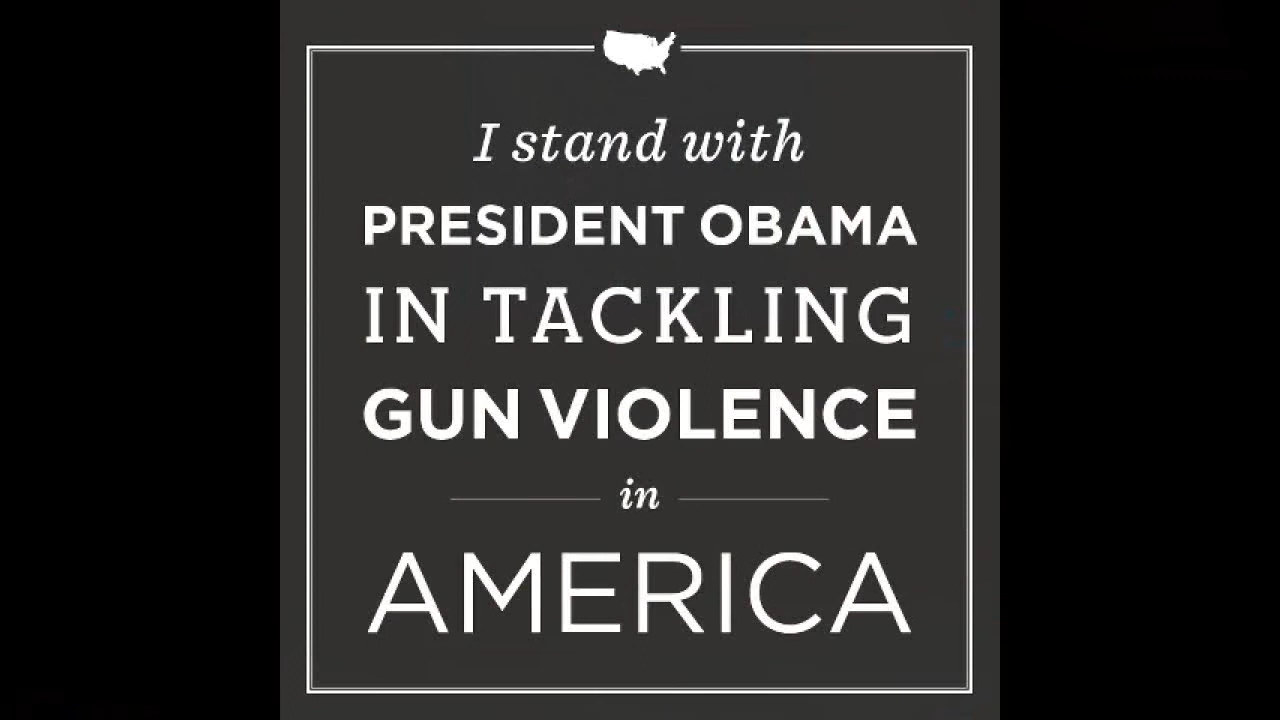 I stand with
PRESIDENT OBAMA
IN TACKLING
GUN VIOLENCE
in
AMERICA